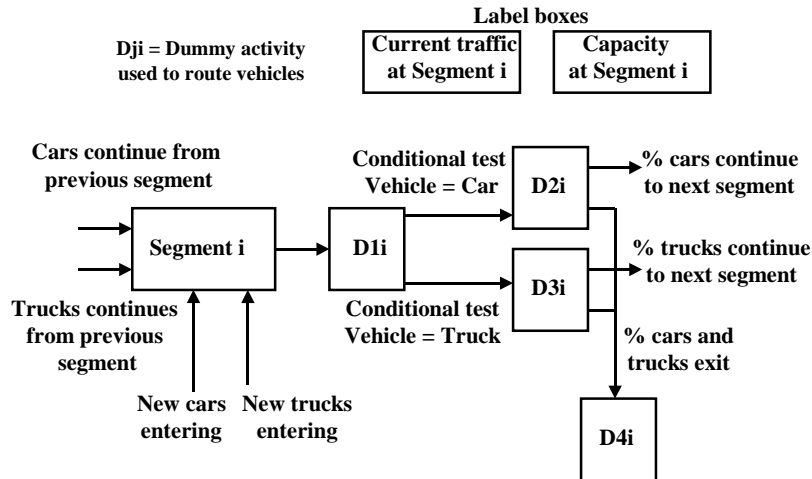 Label boxes
Dji = Dummy activity
used to route vehicles
Current traffic
at Segment i
Capacity
at Segment i
Cars continue from
previous segment
Conditional test
Vehicle = Car
D2i
% cars continue
to next segment
Segment i
D1i
D3i
% trucks continue
to next segment
Trucks continues
from previous
segment
Conditional test
Vehicle = Truck
% cars and
trucks exit
New cars
entering
New trucks
entering
D4i